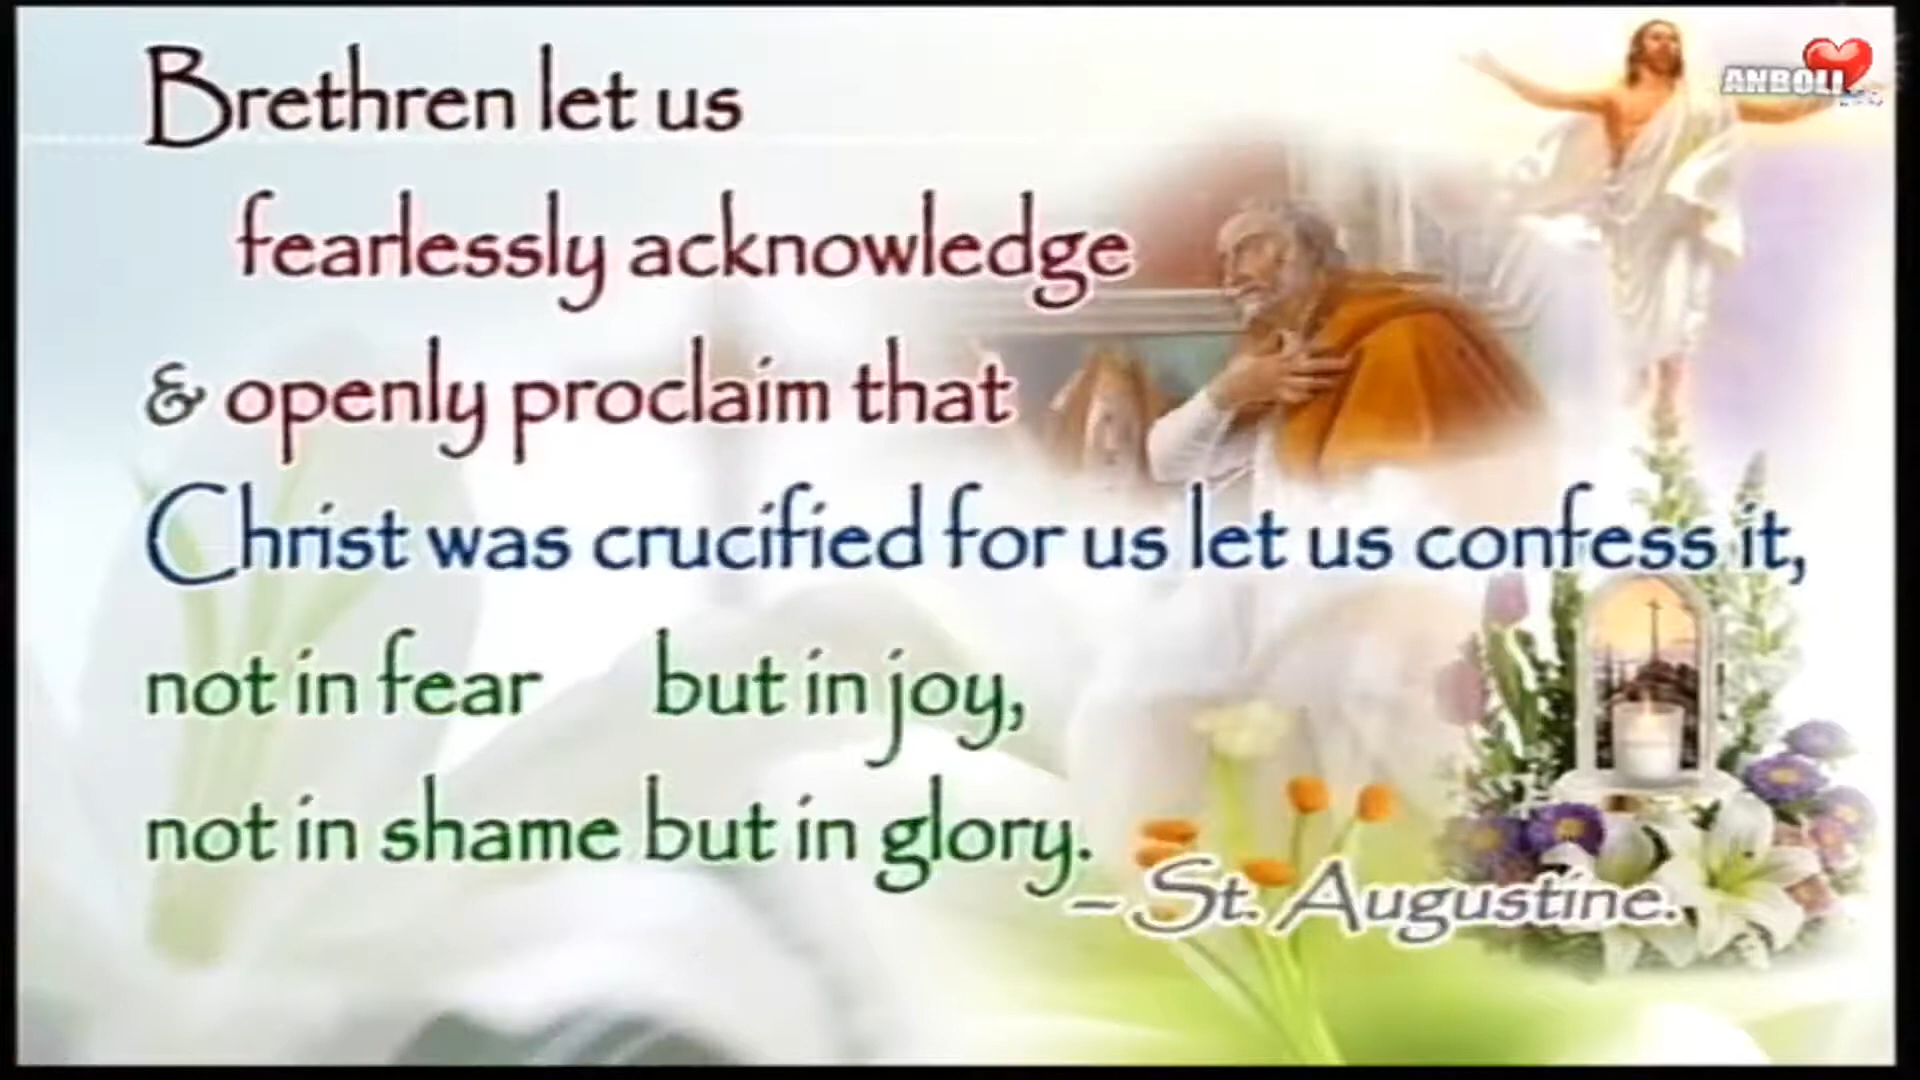 ANBOLI
Brethren let us
fearlessly acknowledge
& openly proclaim that
Christ was crucified for us let us confess it,
not in fear but in joy,
not in shame but in glory.
– St. Augustine.